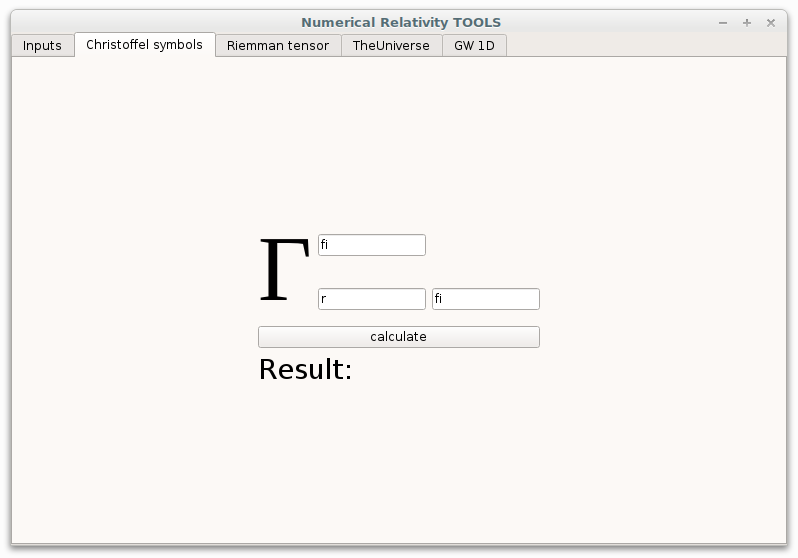 Numerical Relativity TOOLS
Inputs Christoffel symbols Riemman tensor TheUniverse GW 1D
Γ fi
r fi
calculate
Result: